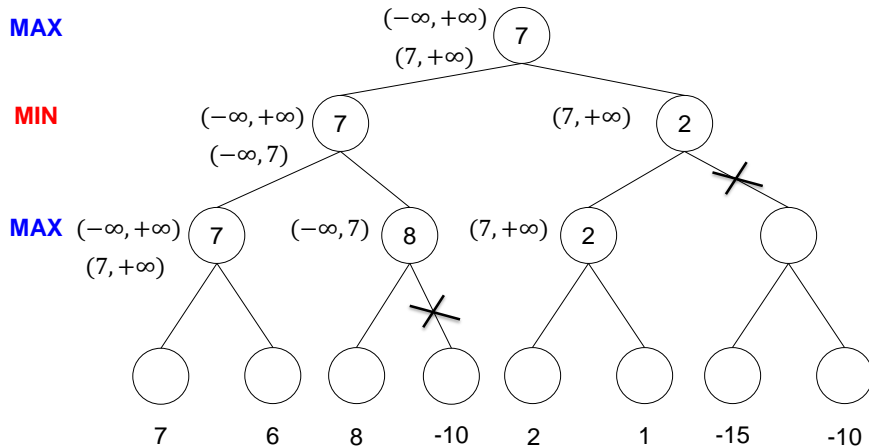 MAX (−∞, +∞) 7
(7, +∞)
MIN (−∞, +∞) 7 (7, +∞) 2
(−∞, 7)
MAX (−∞, +∞) 7 (−∞, 7) 8 (7, +∞) 2
(7, +∞)
7 6 8 -10 2 1 -15 -10